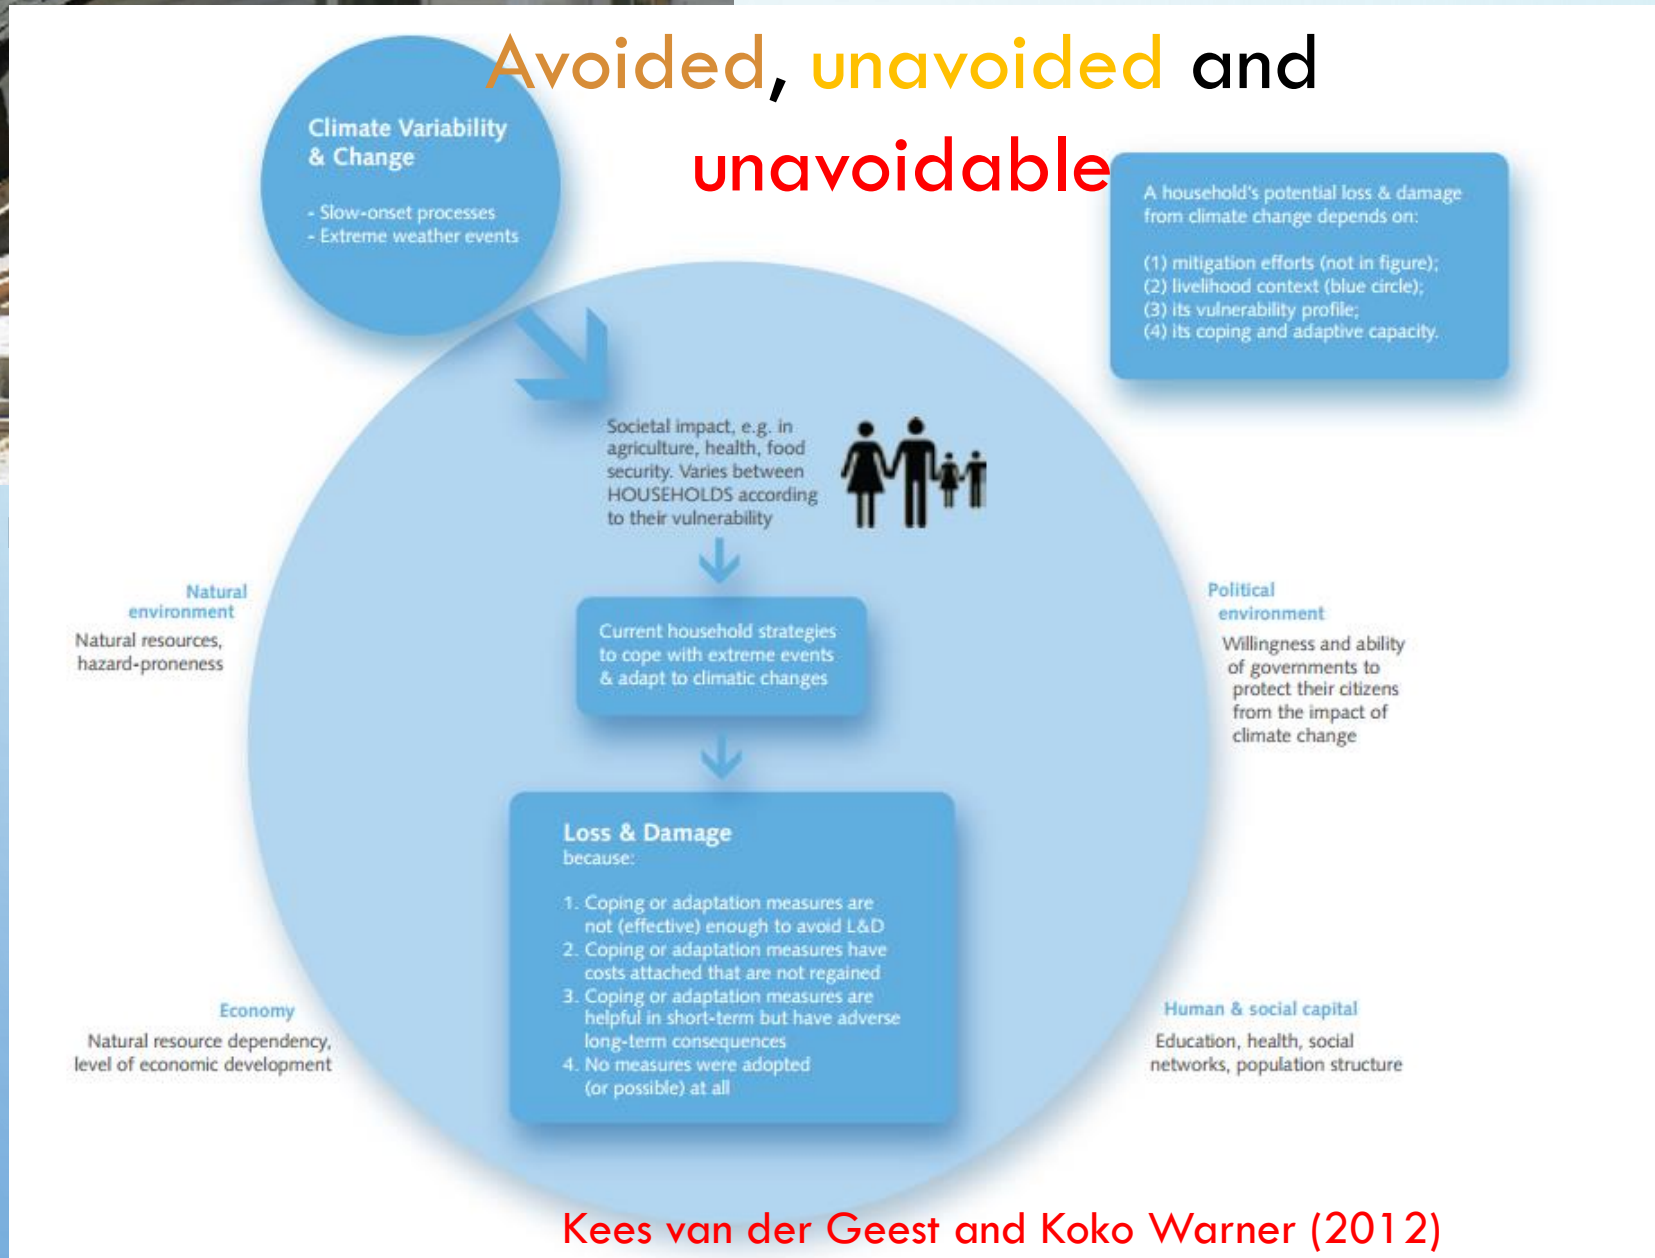 Avoided, unavoided and
unavoidable
Climate Variability
& Change
- Slow-onset processes
- Extreme weather events
A household's potential loss & damage
from climate change depends on:
(1) mitigation efforts (not in figure);
(2) livelihood context (blue circle);
(3) its vulnerability profile;
(4) its coping and adaptive capacity.
Societal impact, e.g. in
agriculture, health, food
security. Varies between
HOUSEHOLDS according
to their vulnerability
Natural
environment
Natural resources,
hazard-proneness
Current household strategies
to cope with extreme events
& adapt to climatic changes
Political
environment
Willingness and ability
of governments to
protect their citizens
from the impact of
climate change
Loss & Damage
because:
1. Coping or adaptation measures are
not (effective) enough to avoid L&D
2. Coping or adaptation measures have
costs attached that are not regained
3. Coping or adaptation measures are
helpful in short-term but have adverse
long-term consequences
4. No measures were adopted
(or possible) at all
Economy
Natural resource dependency,
level of economic development
Human & social capital
Education, health, social
networks, population structure
Kees van der Geest and Koko Warner (2012)